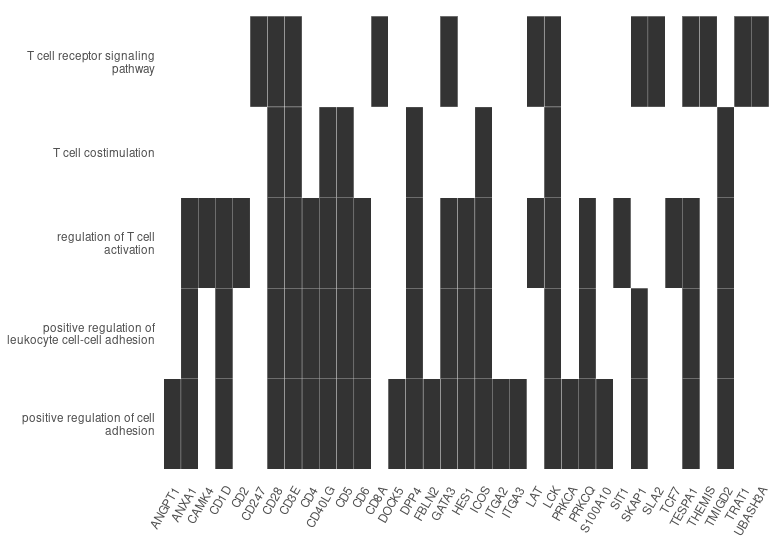 T cell receptor signaling
pathway
T cell costimulation
regulation of T cell
activation
positive regulation of
leukocyte cell-cell adhesion
positive regulation of cell
adhesion
ANGPT1
ANXA1
CAMK4
CD1D
CD2
CD247
CD28
CD3E
CD4
CD40LG
CD5
CD6
CD8A
DOCK5
DPP4
FBLN2
GATA3
HES1
ICOS
ITGA2
ITGA3
LAT
LCK
PRKCA
PRKCQ
S100A10
SIT1
SKAP1
SLA2
TCF7
TESPA1
THEMIS
TMIGD2
TRAT1
UBASH3A